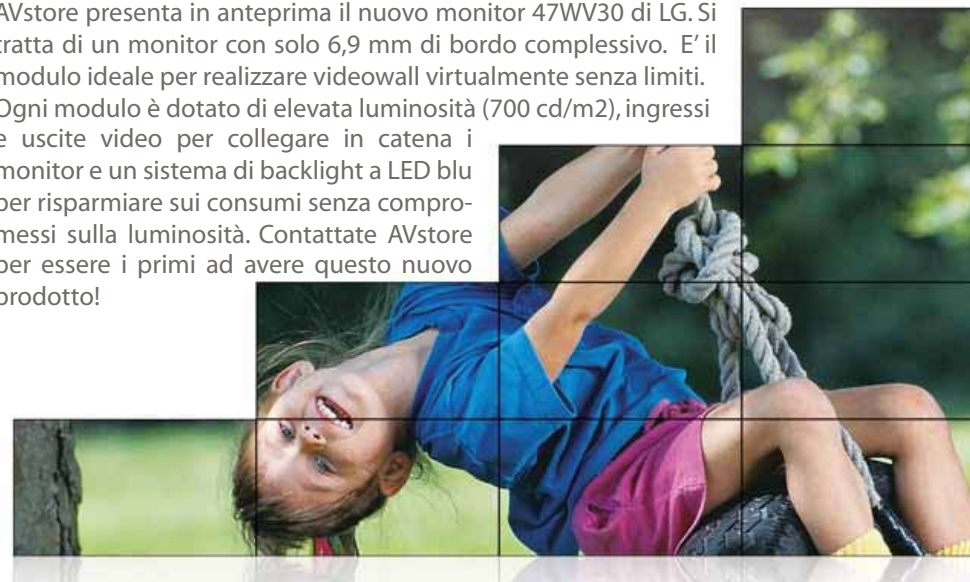 AVstore presenta in anteprima il nuovo monitor 47WV30 di LG. Si
tratta di un monitor con solo 6,9 mm di bordo complessivo. E' il
modulo ideale per realizzare videowall virtualmente senza limiti.
Ogni modulo è dotato di elevata luminosità (700 cd/m2), ingressi
e uscite video per collegare in catena i
monitor e un sistema di backlight a LED blu
per risparmiare sui consumi senza compro-
messi sulla luminosità. Contattate AVstore
per essere i primi ad avere questo nuovo
prodotto!